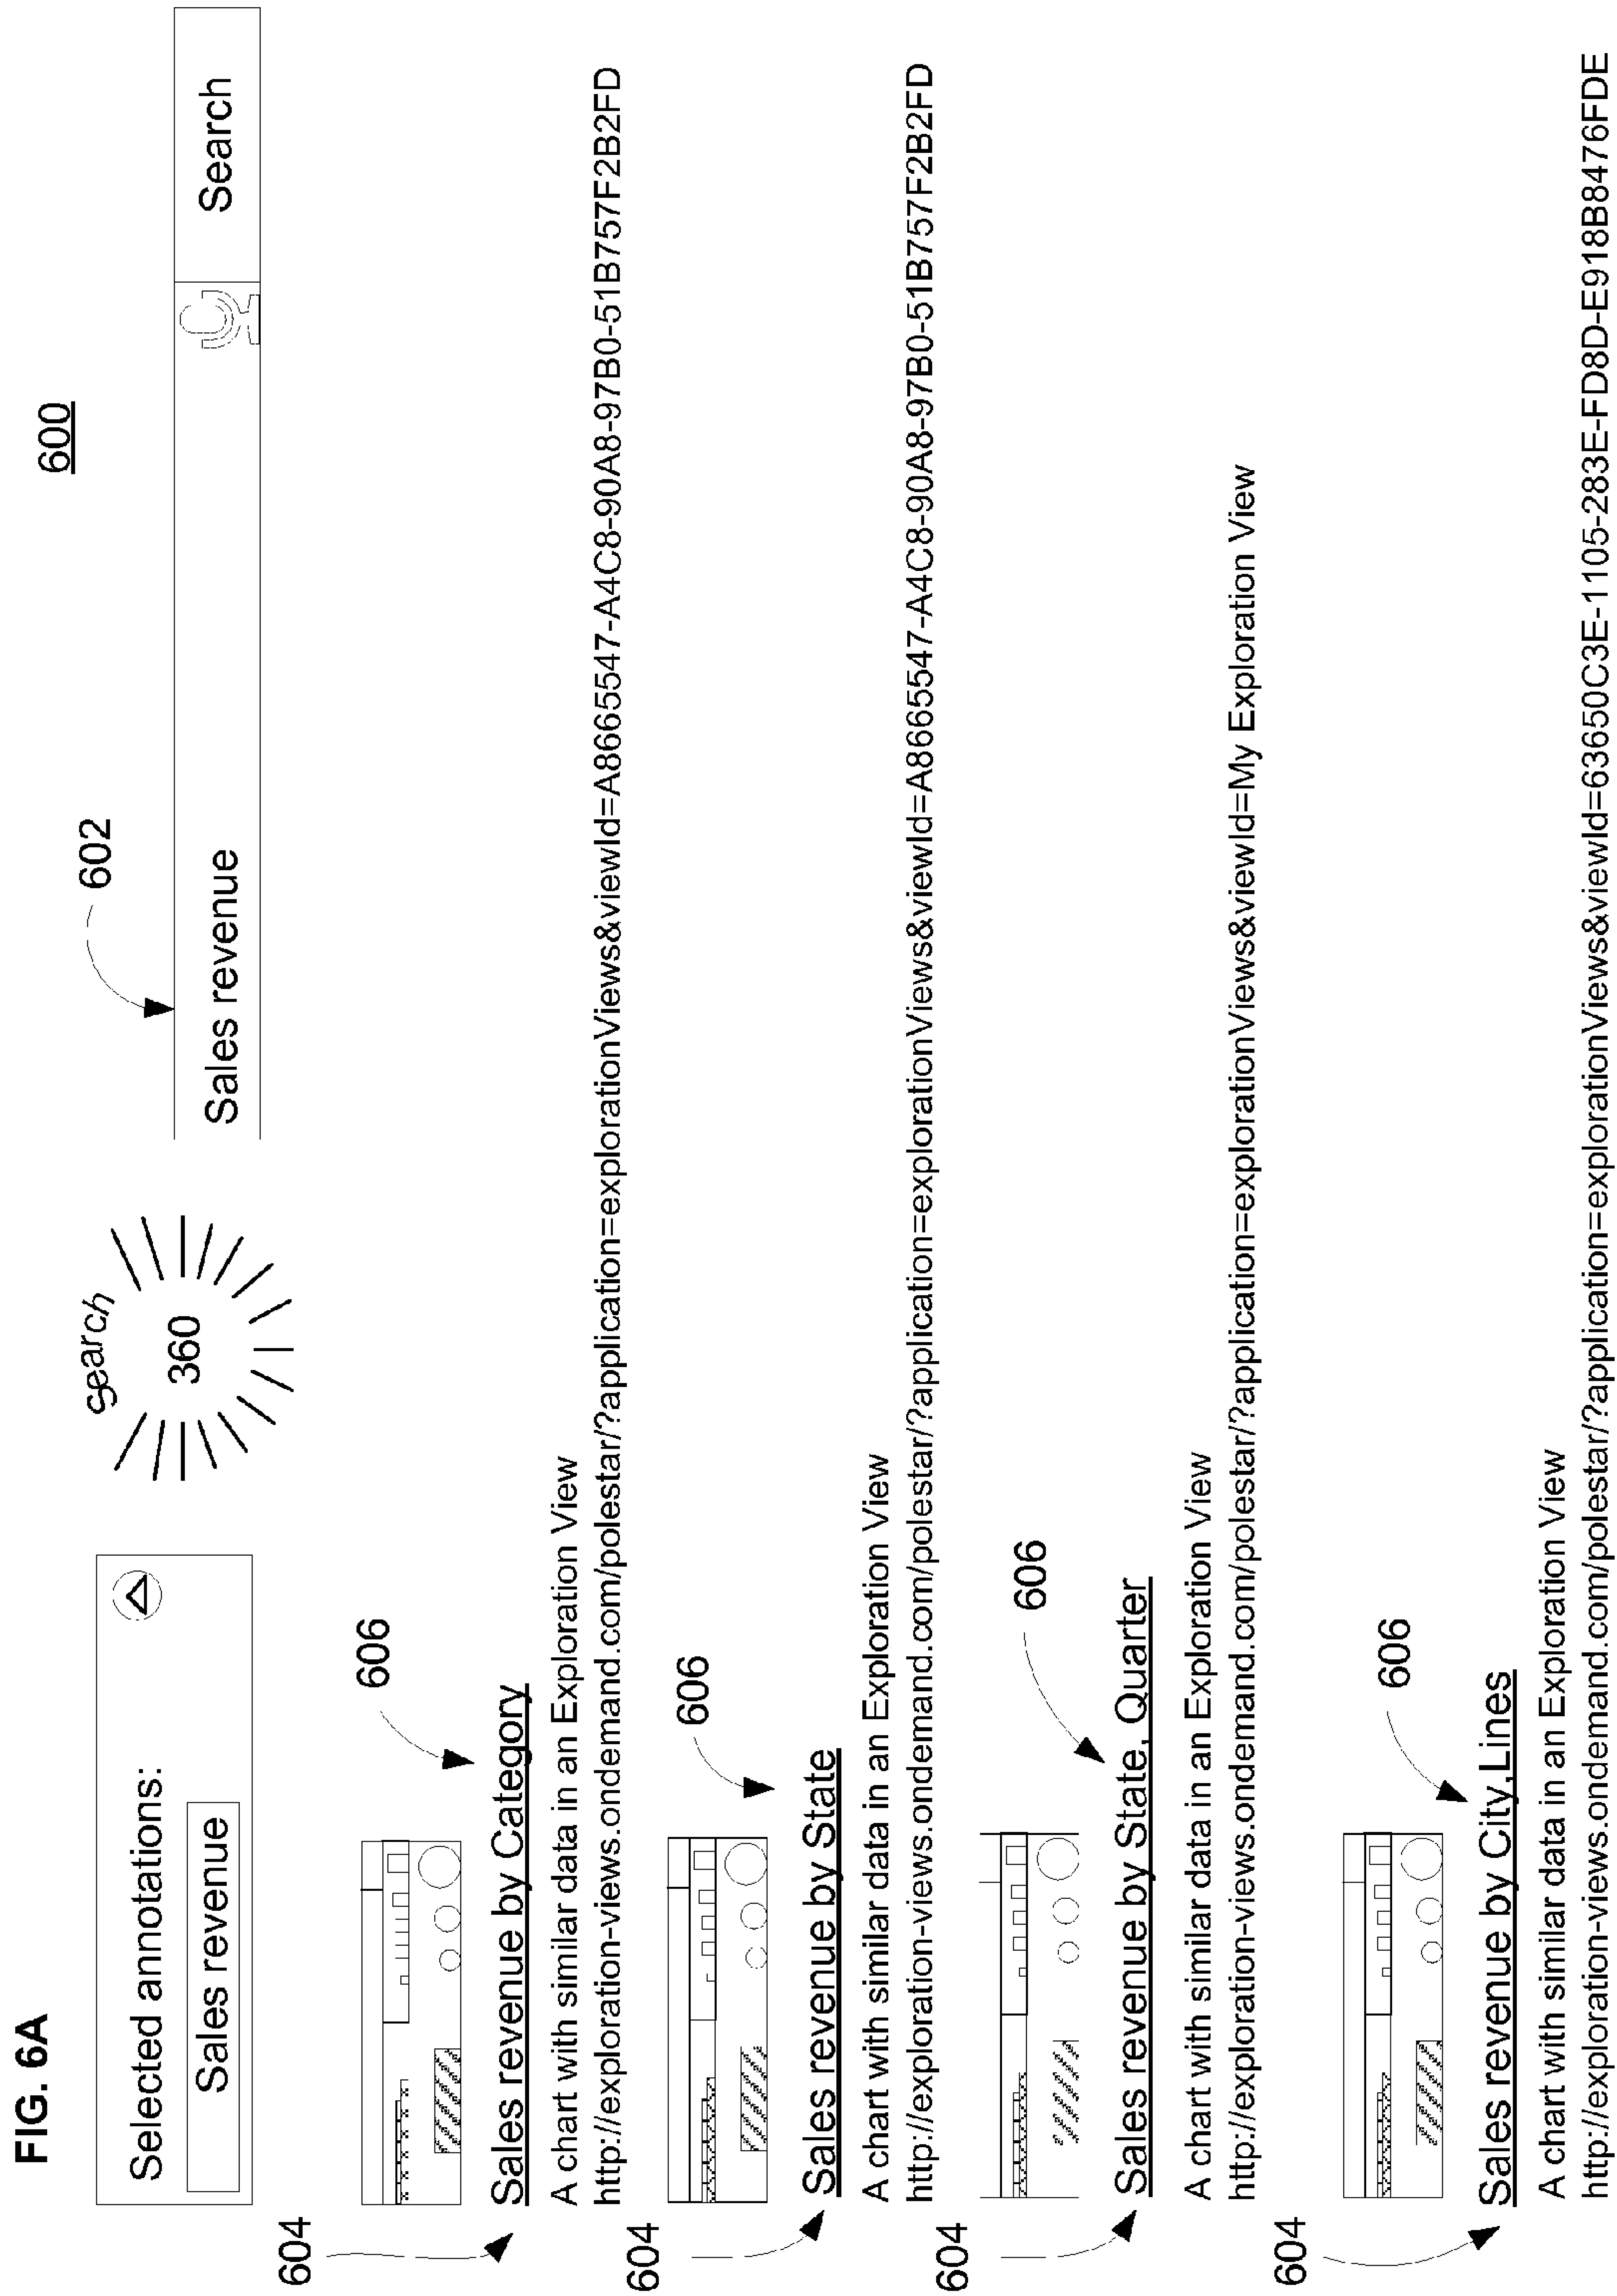 FIG. 6A
600
Selected annotations:
Sales revenue
search
360
602
Sales revenue
Search
606
604
Sales revenue by Category
A chart with similar data in an Exploration View
http://exploration-views.ondemand.com/polestar/?application=explorationViews&viewId=A8665547-A4C8-90A8-97B0-51B757F2B2FD
606
604
Sales revenue by State
A chart with similar data in an Exploration View
http://exploration-views.ondemand.com/polestar/?application=explorationViews&viewId=A8665547-A4C8-90A8-97B0-51B757F2B2FD
606
604
Sales revenue by State, Quarter
A chart with similar data in an Exploration View
http://exploration-views.ondemand.com/polestar/?application=explorationViews&viewId=My Exploration View
606
604
Sales revenue by City,Lines
A chart with similar data in an Exploration View
http://exploration-views.ondemand.com/polestar/?application=explorationViews&viewId=63650C3E-1105-283E-FD8D-E918B8476FDE